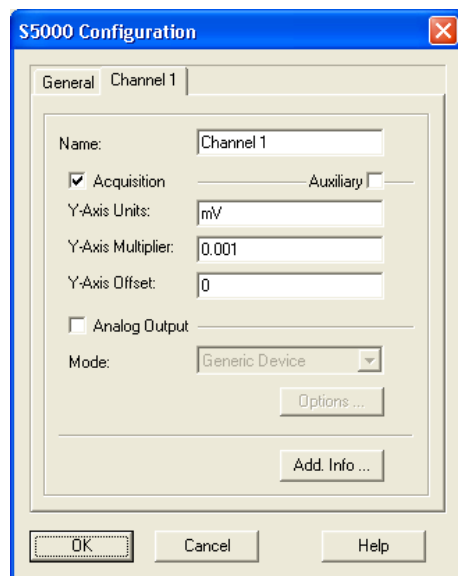 S5000 Configuration
General Channel 1
Name: Channel 1
Acquisition Auxiliary
Y-Axis Units: mV
Y-Axis Multiplier: 0.001
Y-Axis Offset: 0
Analog Output
Mode: Generic Device
Options ...
Add. Info ...
OK Cancel Help